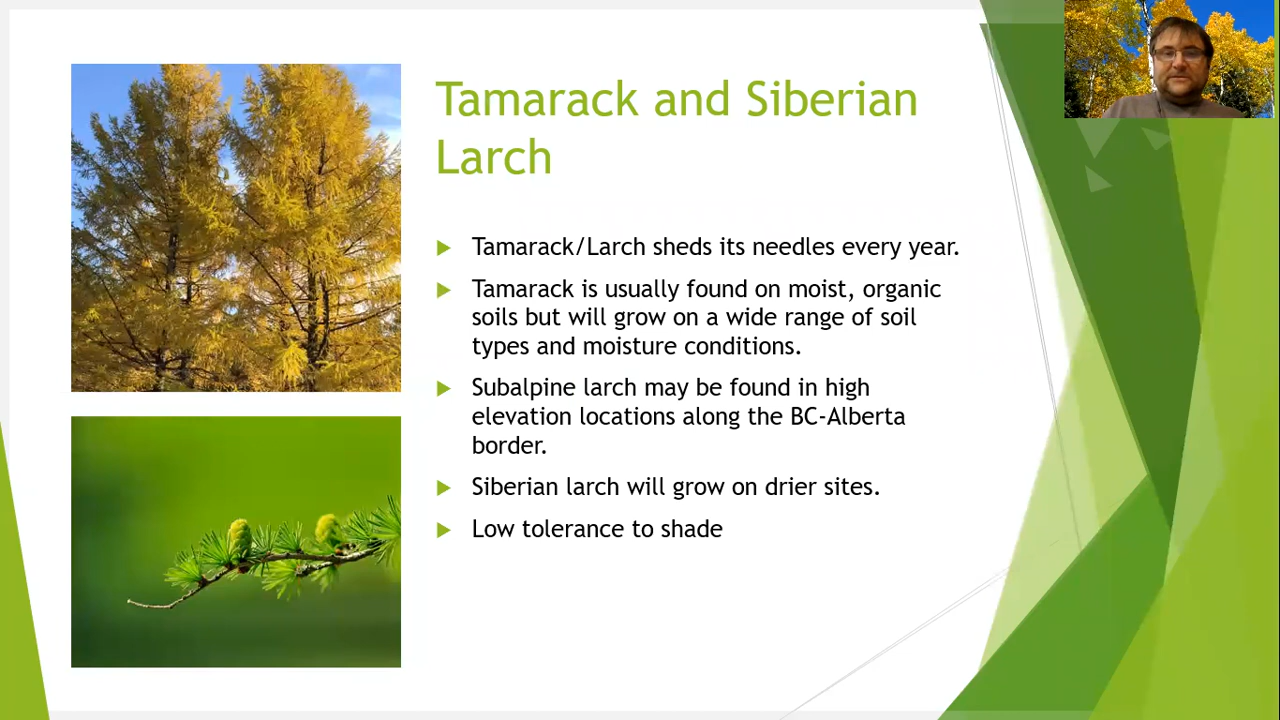 Tamarack and Siberian
Larch
Tamarack/Larch sheds its needles every year.
Tamarack is usually found on moist, organic
soils but will grow on a wide range of soil
types and moisture conditions.
Subalpine larch may be found in high
elevation locations along the BC-Alberta
border.
Siberian larch will grow on drier sites.
Low tolerance to shade